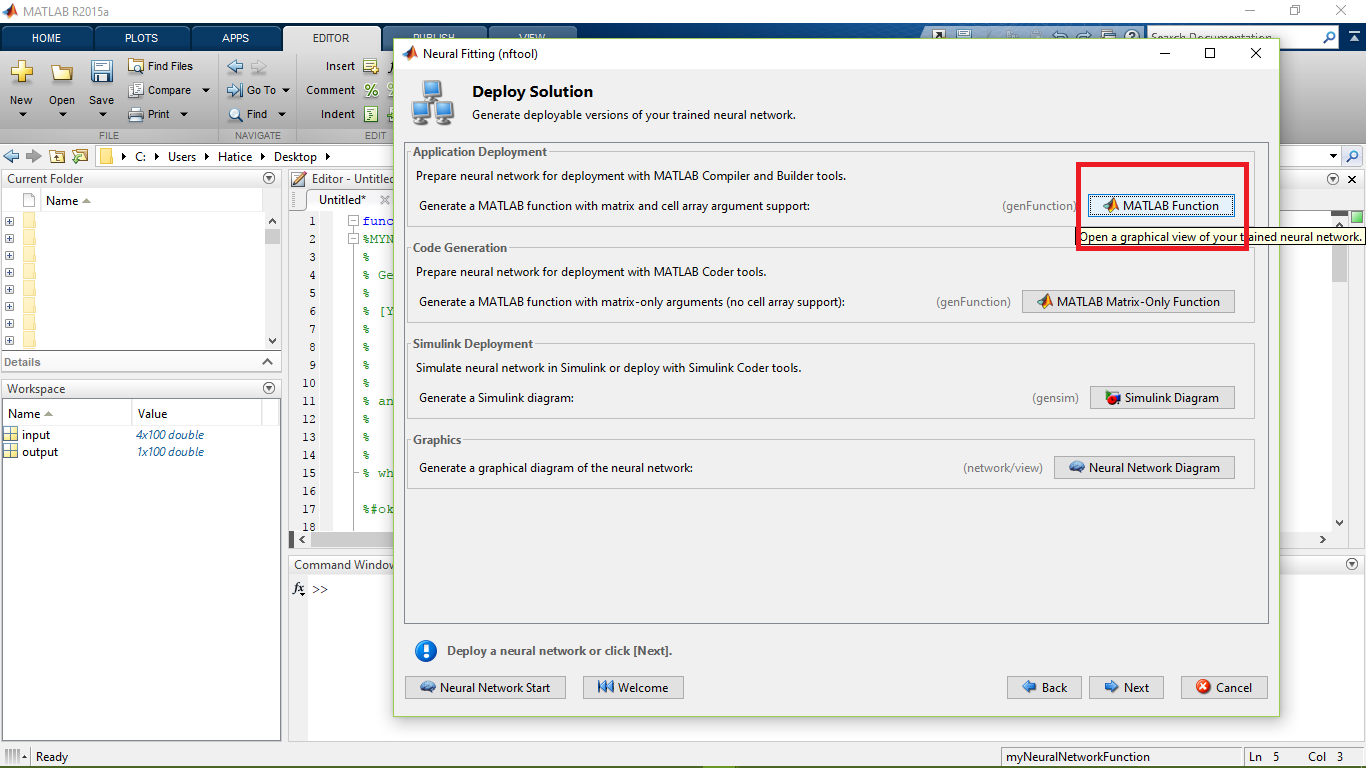 MATLAB R2015a
HOME PLOTS APPS EDITOR PUBLISH VIEW Search Documentation
Find Files
Compare
Print
New Open Save
FILE
Go To
Find
NAVIGATE
Insert
Comment
Indent
EDIT
C: Users Hatice Desktop
Current Folder
Name
Details
Workspace
Name Value
input 4x100 double
output 1x100 double
Editor - Untitled
Untitled*
1 func
2 %MYN
3 %
4 % Ge
5 %
6 % [Y
7 %
8 %
9 %
10 %
11 % an
12 %
13 %
14 %
15 % wh
16
17 %#ok
18
Command Window
fx >>
Neural Fitting (nftool)
Deploy Solution
Generate deployable versions of your trained neural network.
Application Deployment
Prepare neural network for deployment with MATLAB Compiler and Builder tools.
Generate a MATLAB function with matrix and cell array argument support: (genFunction) MATLAB Function
Open a graphical view of your trained neural network.
Code Generation
Prepare neural network for deployment with MATLAB Coder tools.
Generate a MATLAB function with matrix-only arguments (no cell array support): (genFunction) MATLAB Matrix-Only Function
Simulink Deployment
Simulate neural network in Simulink or deploy with Simulink Coder tools.
Generate a Simulink diagram: (gensim) Simulink Diagram
Graphics
Generate a graphical diagram of the neural network: (network/view) Neural Network Diagram
Deploy a neural network or click [Next].
Neural Network Start Welcome Back Next Cancel
Ready myNeuralNetworkFunction Ln 5 Col 3